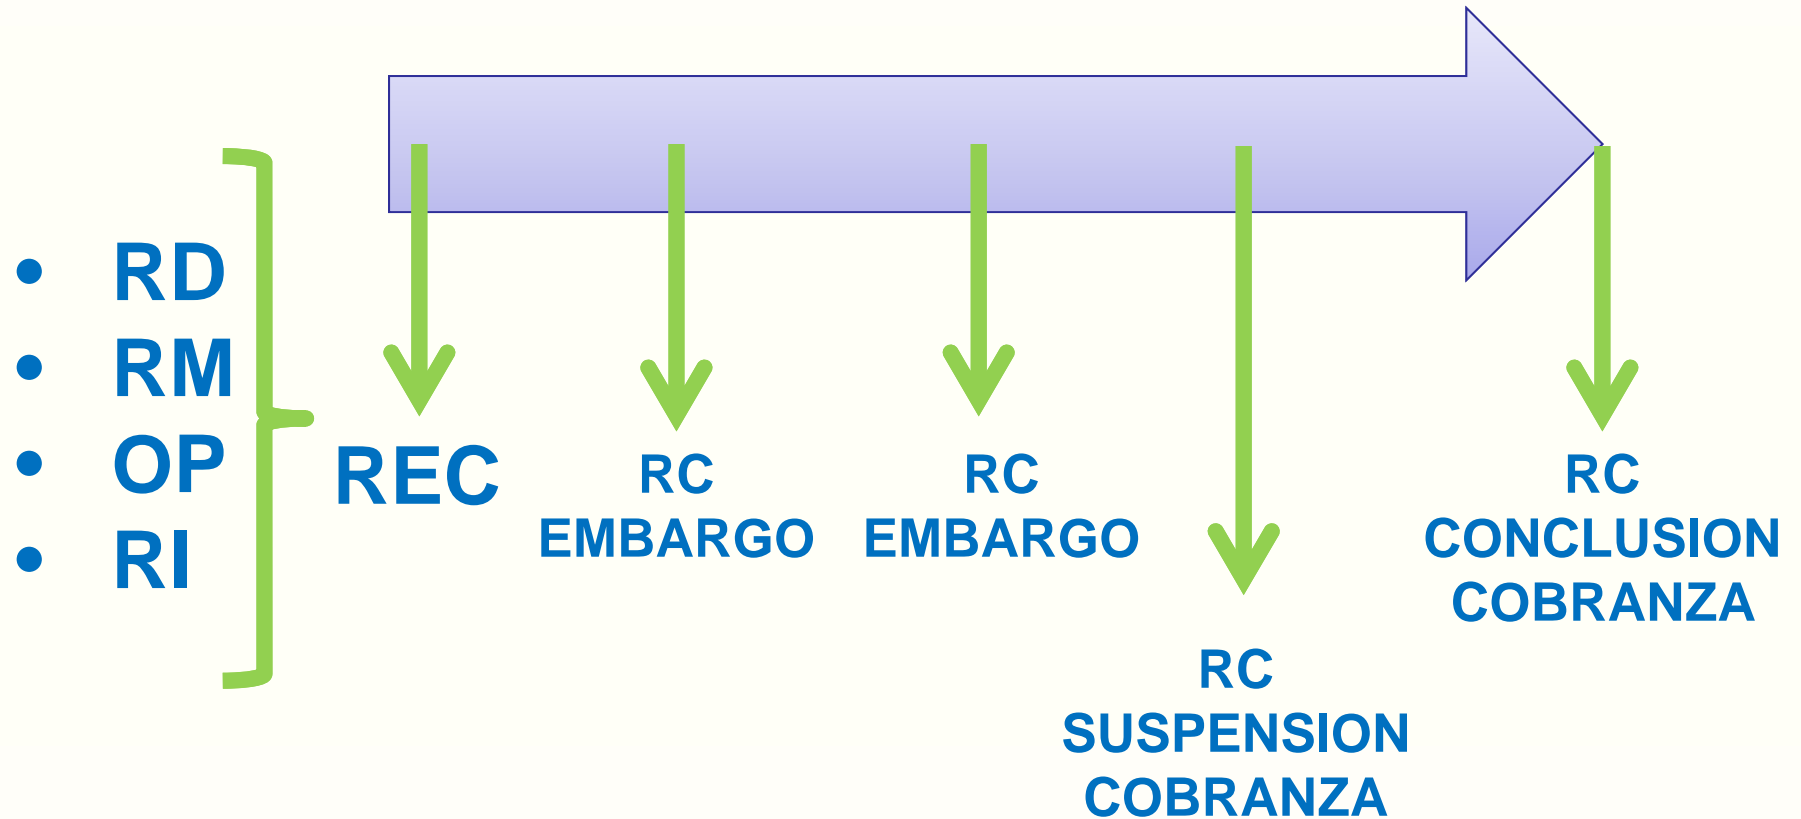 • RD
• RM
• OP
• RI
REC
RC
EMBARGO
RC
EMBARGO
RC
SUSPENSION
COBRANZA
RC
CONCLUSION
COBRANZA